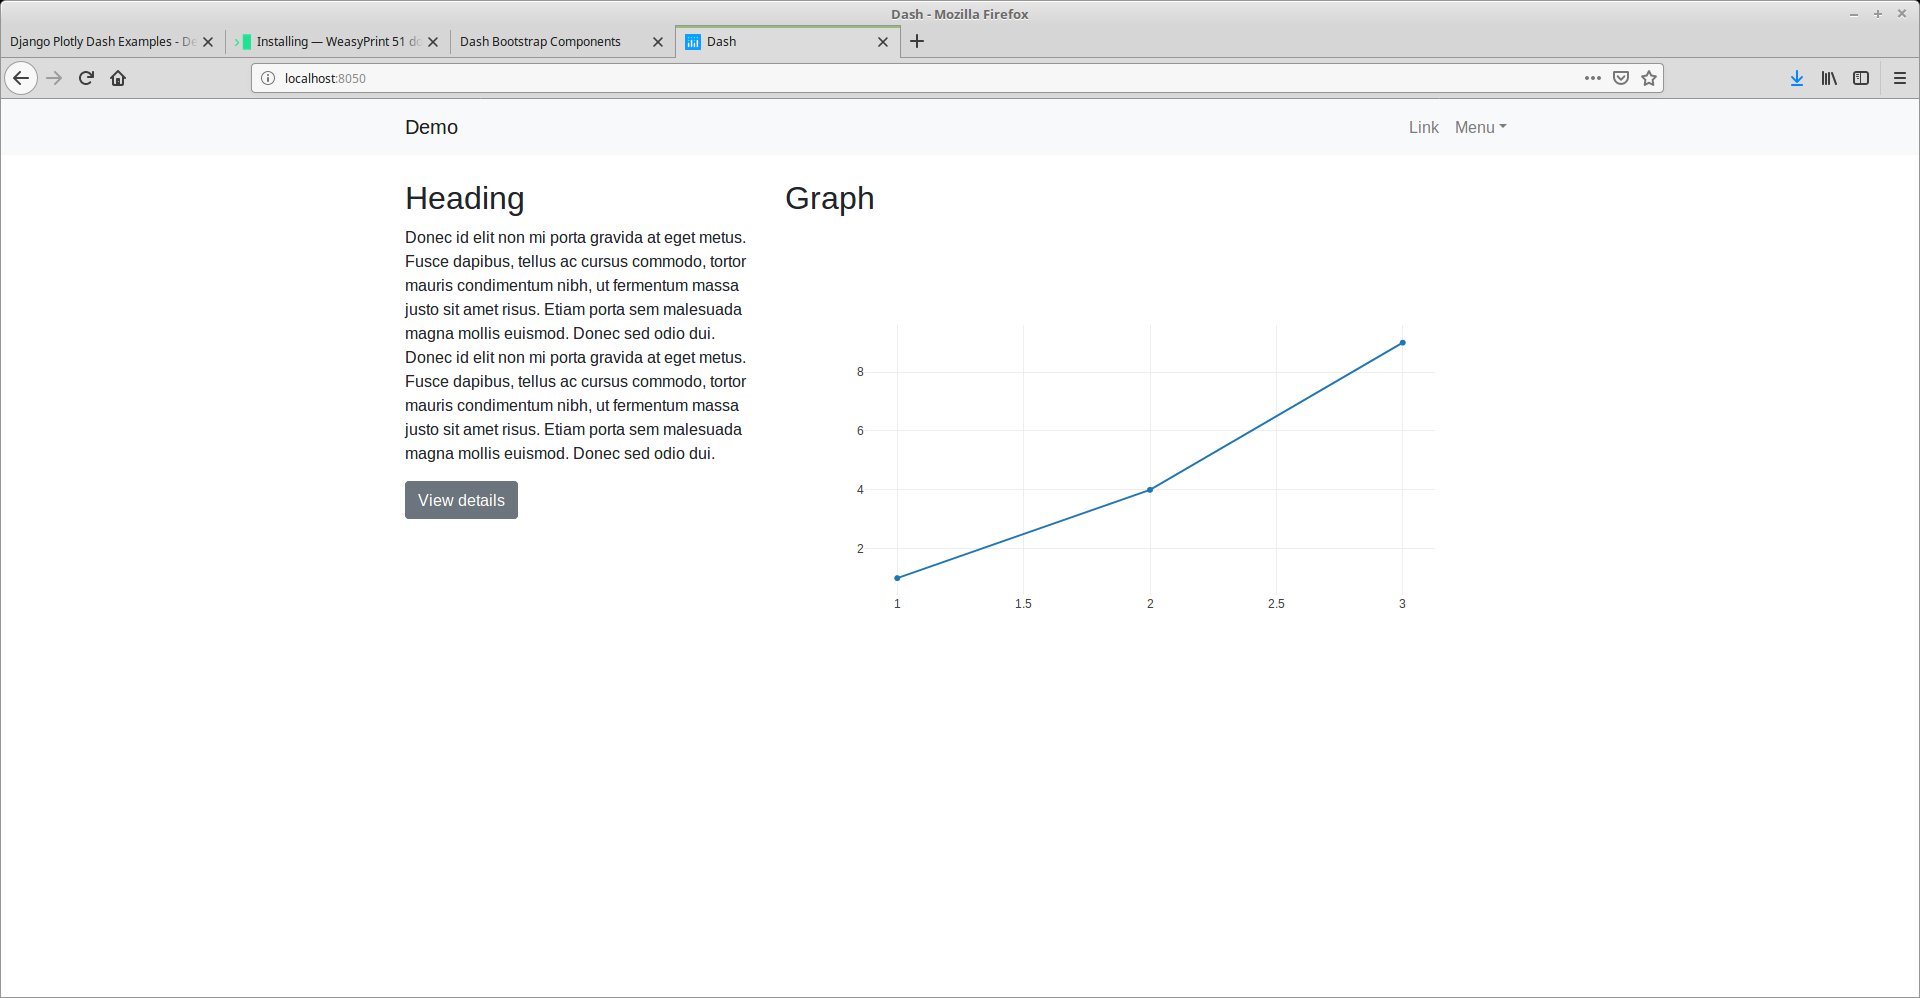 Dash - Mozilla Firefox
Django Plotly Dash Examples - De
Installing — WeasyPrint 51 do
Dash Bootstrap Components
Dash
localhost:8050
Demo
Link
Menu
Heading
Donec id elit non mi porta gravida at eget metus.
Fusce dapibus, tellus ac cursus commodo, tortor
mauris condimentum nibh, ut fermentum massa
justo sit amet risus. Etiam porta sem malesuada
magna mollis euismod. Donec sed odio dui.
Donec id elit non mi porta gravida at eget metus.
Fusce dapibus, tellus ac cursus commodo, tortor
mauris condimentum nibh, ut fermentum massa
justo sit amet risus. Etiam porta sem malesuada
magna mollis euismod. Donec sed odio dui.
View details
Graph
8
6
4
2
1
1.5
2
2.5
3